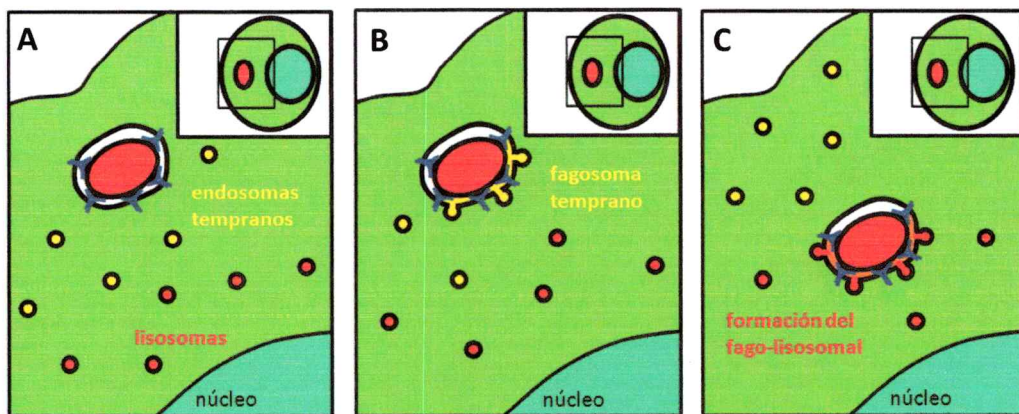 A
endosomas
tempranos
lisosomas
núcleo
B
fagosoma
temprano
núcleo
C
formación del
fago-lisosomal
núcleo